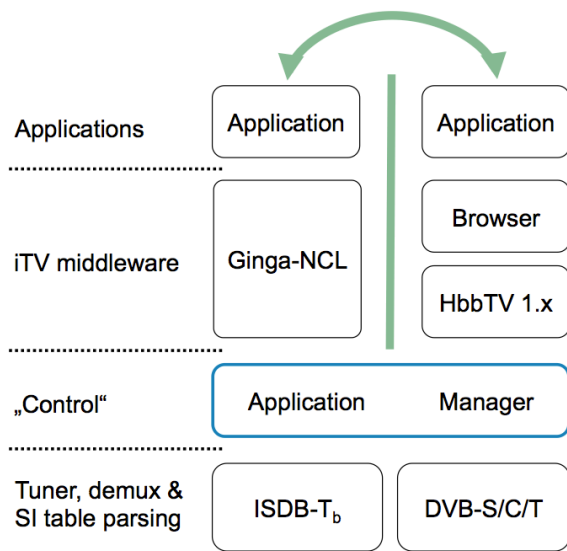 Applications
Application
Application
iTV middleware
Ginga-NCL
Browser
HbbTV 1.x
„Control“
Application Manager
Tuner, demux &
SI table parsing
ISDB-Tb
DVB-S/C/T